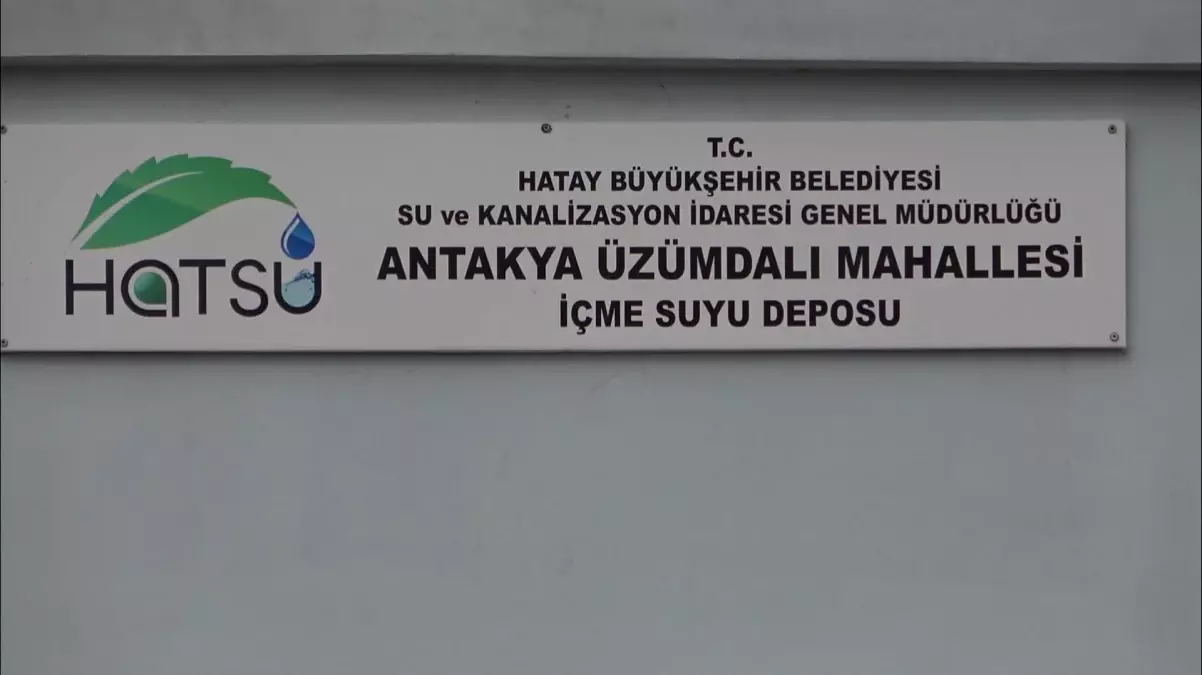 HATSU
T.C.
HATAY BÜYÜKŞEHİR BELEDİYESİ
SU ve KANALİZASYON İDARESİ GENEL MÜDÜRLÜĞÜ
ANTAKYA ÜZÜMDALI MAHALLESİ
İÇME SUYU DEPOSU